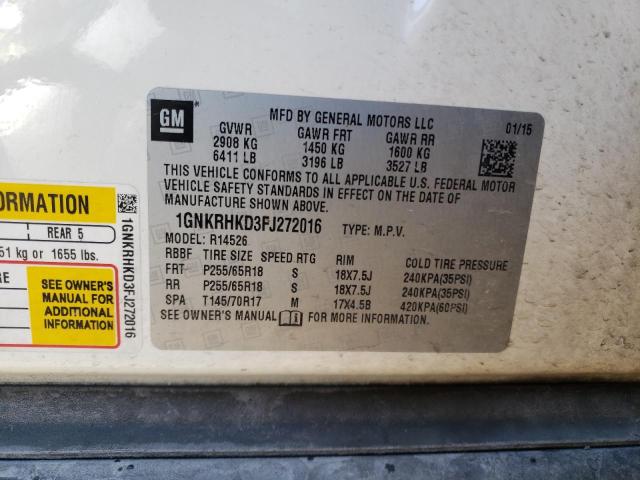 GM
MFD BY GENERAL MOTORS LLC
01/15
GVWR GAWR FRT GAWR RR
2908 KG 1450 KG 1600 KG
6411 LB 3196 LB 3527 LB
THIS VEHICLE CONFORMS TO ALL APPLICABLE U.S. FEDERAL MOTOR
VEHICLE SAFETY STANDARDS IN EFFECT ON THE DATE OF
MANUFACTURE SHOWN ABOVE.
1GNKRHKD3FJ272016 TYPE: M.P.V.
MODEL: R14526
RBBF TIRE SIZE SPEED RTG RIM COLD TIRE PRESSURE
FRT P255/65R18 S 18X7.5J 240KPA(35PSI)
RR P255/65R18 S 18X7.5J 240KPA(35PSI)
SPA T145/70R17 M 17X4.5B 420KPA(60PSI)
SEE OWNER'S MANUAL FOR MORE INFORMATION.
ORMATION
REAR 5
51 kg or 1655 lbs.
RE
SEE OWNER'S
MANUAL FOR
ADDITIONAL
INFORMATION
1GNKRHKD3FJ272016